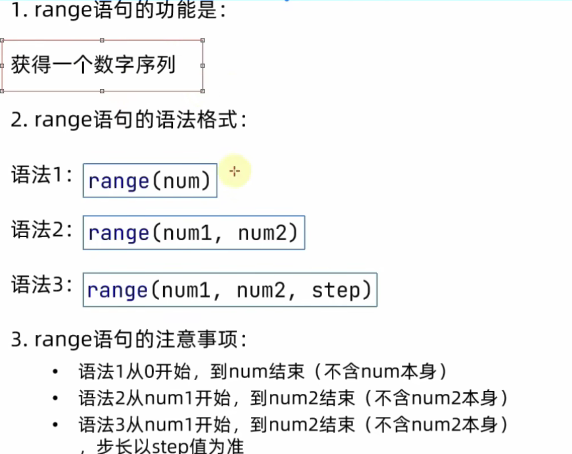 1. range语句的功能是：
获得一个数字序列
2. range语句的语法格式：
语法1：range(num)
语法2：range(num1, num2)
语法3：range(num1, num2, step)
3. range语句的注意事项：
• 语法1从0开始，到num结束（不含num本身）
• 语法2从num1开始，到num2结束（不含num2本身）
• 语法3从num1开始，到num2结束（不含num2本身）
，步长以step值为准